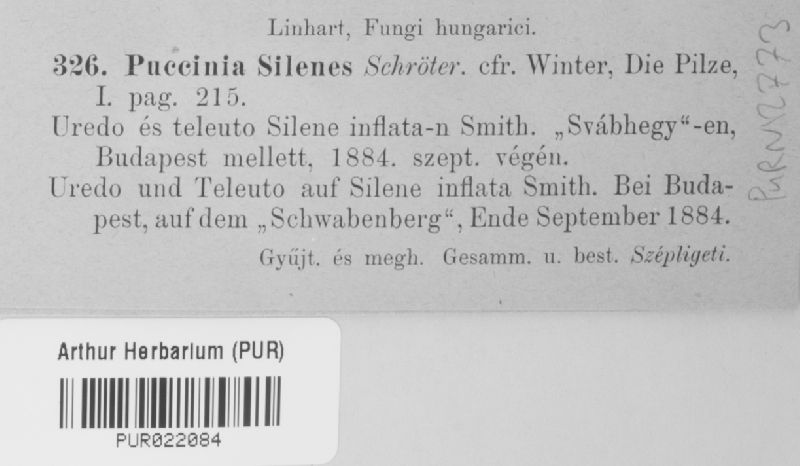 Linhart, Fungi hungarici.
326. Puccinia Silenes Schröter. cfr. Winter, Die Pilze,
I. pag. 215.
Uredo és teleuto Silene inflata-n Smith. „Svábhegy“-en,
Budapest mellett, 1884. szept. végén.
Uredo und Teleuto auf Silene inflata Smith. Bei Buda-
pest, auf dem „Schwabenberg“, Ende September 1884.
Gyűjt. és megh. Gesamm. u. best. Szépligeti.
PURN12773
Arthur Herbarium (PUR)
PUR022084